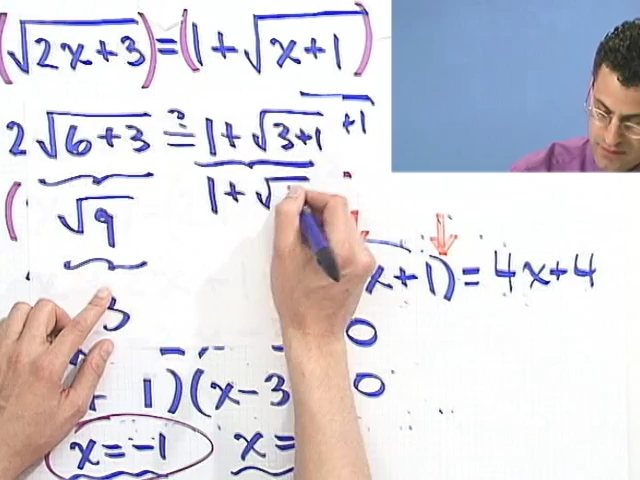 (√(2x+3))=(1+√(x+1))
2 √(6+3) ?= 1+√(3+1) +1
( √9 1+√
x+1)=4x+4
3 0
1)(x-3 0
x=-1 x=